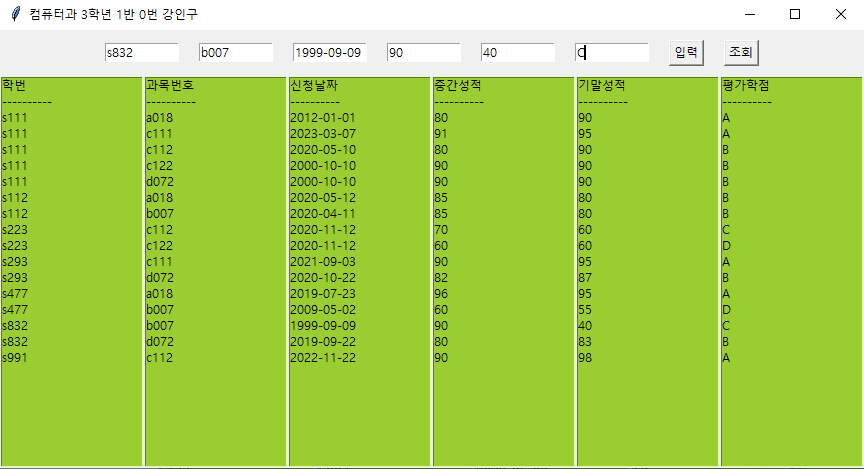 컴퓨터과 3학년 1반 0번 강인구
s832 b007 1999-09-09 90 40 C 입력 조회
학번 과목번호 신청날짜 중간성적 기말성적 평가학점
---------- ---------- ---------- ---------- ---------- ----------
s111 a018 2012-01-01 80 90 A
s111 c111 2023-03-07 91 95 A
s111 c112 2020-05-10 80 90 B
s111 c122 2000-10-10 90 90 B
s111 d072 2000-10-10 90 90 B
s112 a018 2020-05-12 85 80 B
s112 b007 2020-04-11 85 80 B
s223 c112 2020-11-12 70 60 C
s223 c122 2020-11-12 60 60 D
s293 c111 2021-09-03 90 95 A
s293 d072 2020-10-22 82 87 B
s477 a018 2019-07-23 96 95 A
s477 b007 2009-05-02 60 55 D
s832 b007 1999-09-09 90 40 C
s832 d072 2019-09-22 80 83 B
s991 c112 2022-11-22 90 98 A